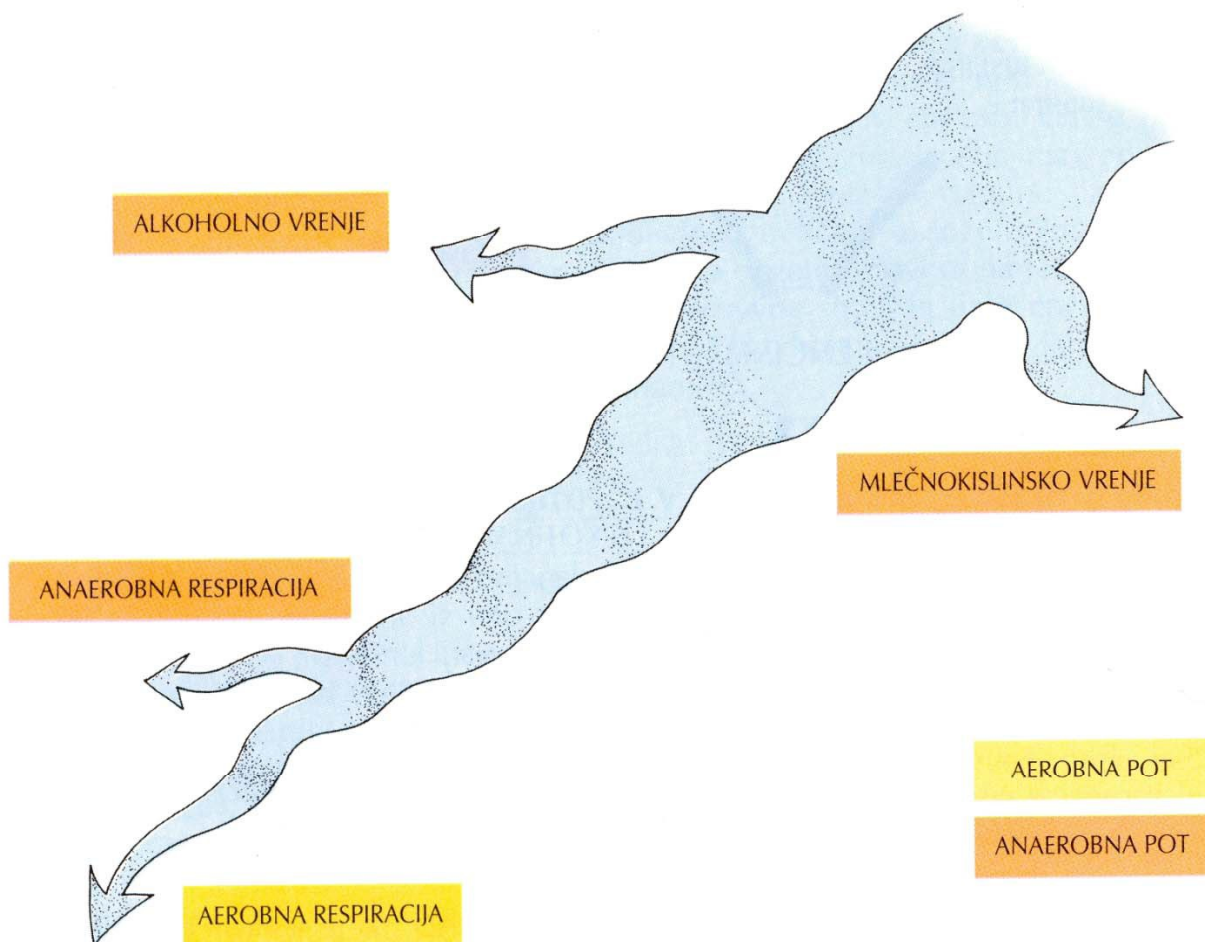 ALKOHOLNO VRENJE
MLEČNOKISLINSKO VRENJE
ANAEROBNA RESPIRACIJA
AEROBNA POT
ANAEROBNA POT
AEROBNA RESPIRACIJA